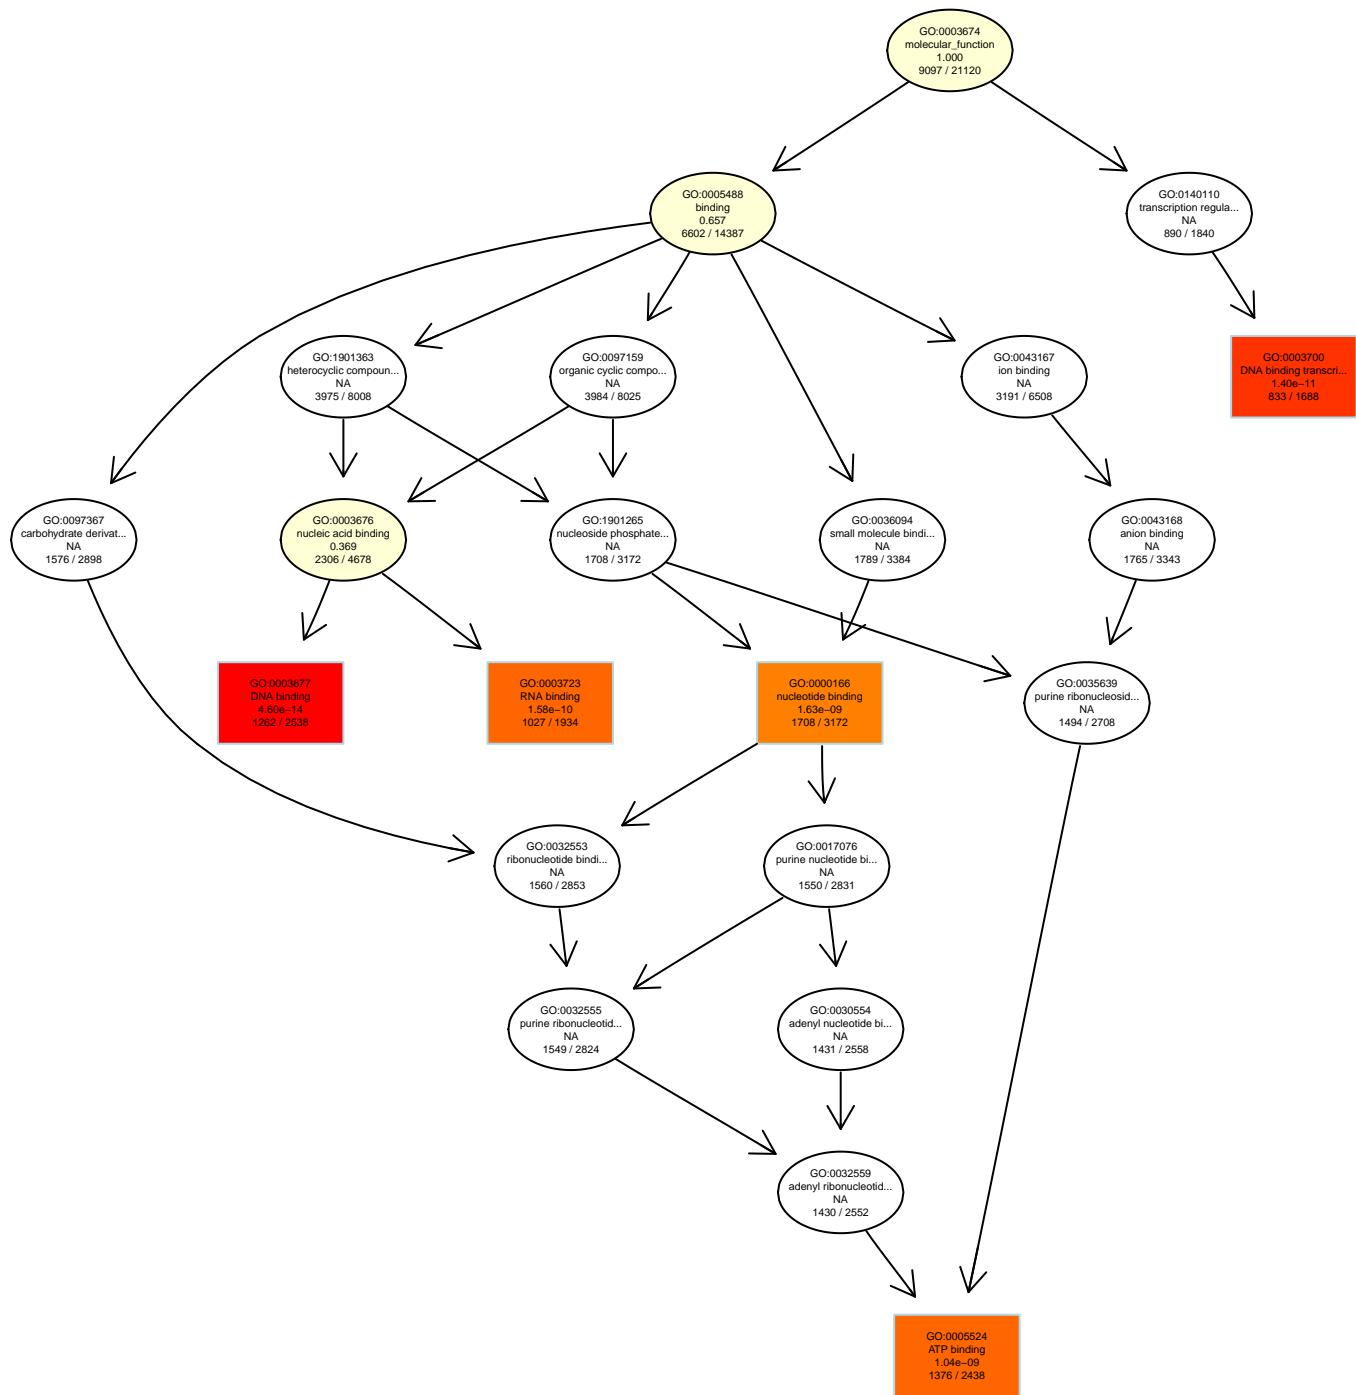 GO:0003674
molecular_function
1.000
9097 / 21120
GO:0005488
binding
0.657
6602 / 14387
GO:0140110
transcription regula...
NA
890 / 1840
GO:1901363
heterocyclic compoun...
NA
3975 / 8008
GO:0097159
organic cyclic compo...
NA
3984 / 8025
GO:0043167
ion binding
NA
3191 / 6508
GO:0003700
DNA binding transcri...
1.40e−11
833 / 1688
GO:0097367
carbohydrate derivat...
NA
1576 / 2898
GO:0003676
nucleic acid binding
0.369
2306 / 4678
GO:1901265
nucleoside phosphate...
NA
1708 / 3172
GO:0036094
small molecule bindi...
NA
1789 / 3384
GO:0043168
anion binding
NA
1765 / 3343
GO:0003677
DNA binding
4.60e−14
1262 / 2538
GO:0003723
RNA binding
1.58e−10
1027 / 1934
GO:0000166
nucleotide binding
1.63e−09
1708 / 3172
GO:0035639
purine ribonucleosid...
NA
1494 / 2708
GO:0032553
ribonucleotide bindi...
NA
1560 / 2853
GO:0017076
purine nucleotide bi...
NA
1550 / 2831
GO:0032555
purine ribonucleotid...
NA
1549 / 2824
GO:0030554
adenyl nucleotide bi...
NA
1431 / 2558
GO:0032559
adenyl ribonucleotid...
NA
1430 / 2552
GO:0005524
ATP binding
1.04e−09
1376 / 2438